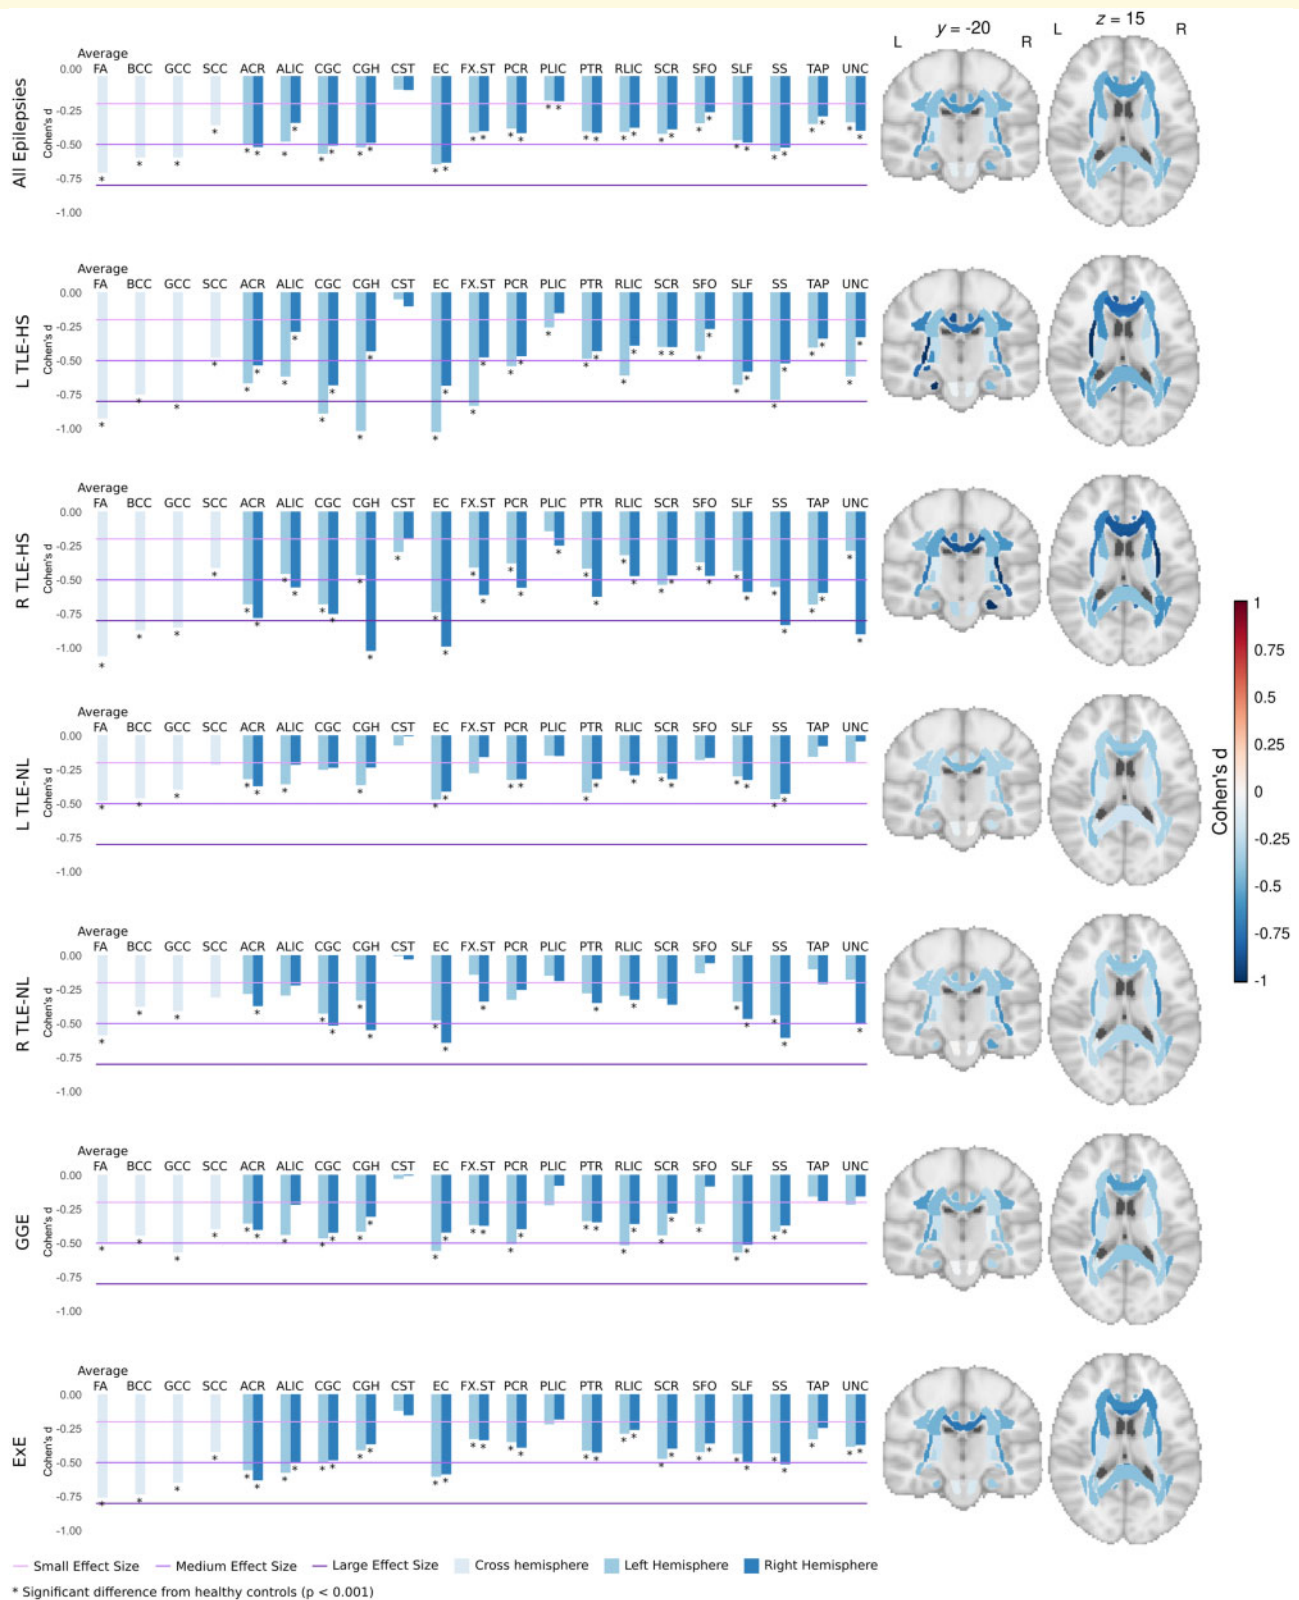 y = -20 z = 15
L R L R
Average
FA BCC GCC SCC ACR ALIC CGC CGH CST EC FX.ST PCR PLIC PTR RLIC SCR SFO SLF SS TAP UNC
All Epilepsies
Cohen's d
0.00
-0.25
-0.50
-0.75
-1.00
* * * * * * * * * * * * * * * * * * * * * * * * * * * * * * * * * * *
Average
FA BCC GCC SCC ACR ALIC CGC CGH CST EC FX.ST PCR PLIC PTR RLIC SCR SFO SLF SS TAP UNC
L TLE-HS
Cohen's d
0.00
-0.25
-0.50
-0.75
-1.00
Average
FA BCC GCC SCC ACR ALIC CGC CGH CST EC FX.ST PCR PLIC PTR RLIC SCR SFO SLF SS TAP UNC
R TLE-HS
Cohen's d
0.00
-0.25
-0.50
-0.75
-1.00
Average
FA BCC GCC SCC ACR ALIC CGC CGH CST EC FX.ST PCR PLIC PTR RLIC SCR SFO SLF SS TAP UNC
L TLE-NL
Cohen's d
0.00
-0.25
-0.50
-0.75
-1.00
Average
FA BCC GCC SCC ACR ALIC CGC CGH CST EC FX.ST PCR PLIC PTR RLIC SCR SFO SLF SS TAP UNC
R TLE-NL
Cohen's d
0.00
-0.25
-0.50
-0.75
-1.00
Average
FA BCC GCC SCC ACR ALIC CGC CGH CST EC FX.ST PCR PLIC PTR RLIC SCR SFO SLF SS TAP UNC
GGE
Cohen's d
0.00
-0.25
-0.50
-0.75
-1.00
Average
FA BCC GCC SCC ACR ALIC CGC CGH CST EC FX.ST PCR PLIC PTR RLIC SCR SFO SLF SS TAP UNC
ExE
Cohen's d
0.00
-0.25
-0.50
-0.75
-1.00
Cohen's d
1
0.75
0.5
0.25
0
-0.25
-0.5
-0.75
-1
Small Effect Size Medium Effect Size Large Effect Size Cross hemisphere Left Hemisphere Right Hemisphere
* Significant difference from healthy controls (p < 0.001)